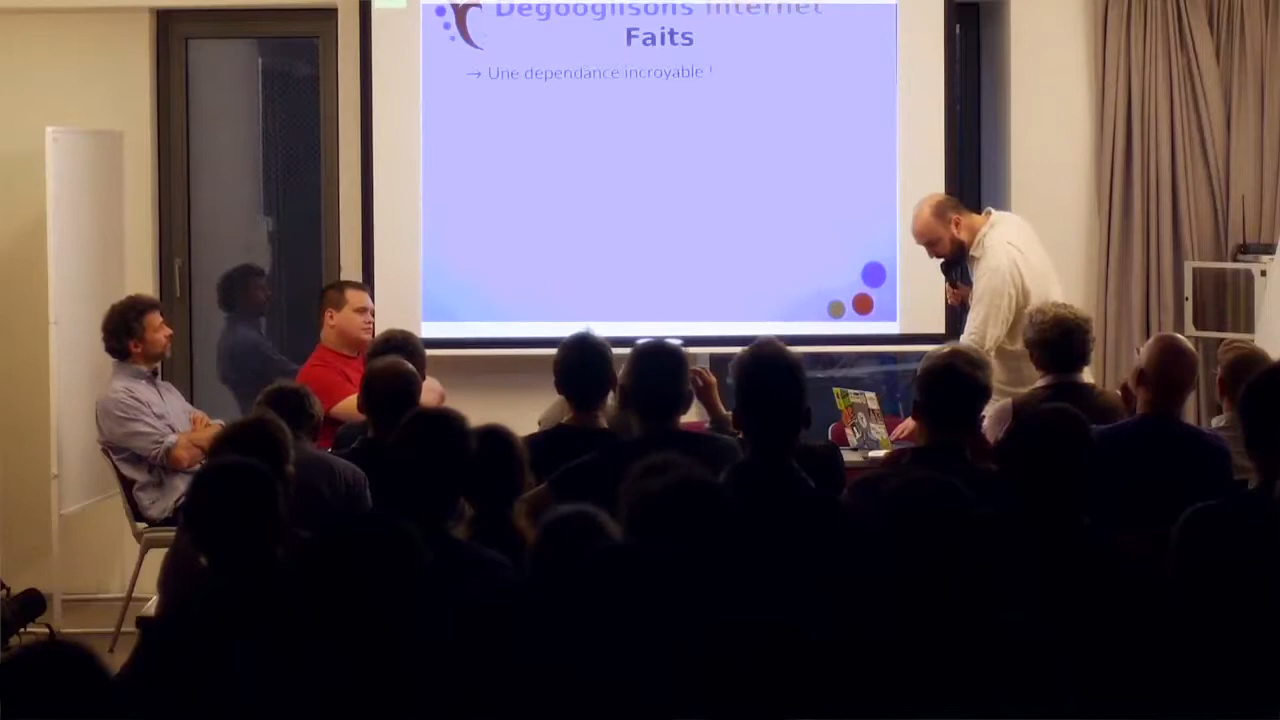 Degooglisons Internet
Faits
→ Une dependance incroyable !